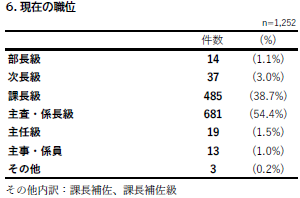 6. 現在の職位
n=1,252
件数 (%)
部長級 14 (1.1%)
次長級 37 (3.0%)
課長級 485 (38.7%)
主査・係長級 681 (54.4%)
主任級 19 (1.5%)
主事・係員 13 (1.0%)
その他 3 (0.2%)
その他内訳：課長補佐、課長補佐級